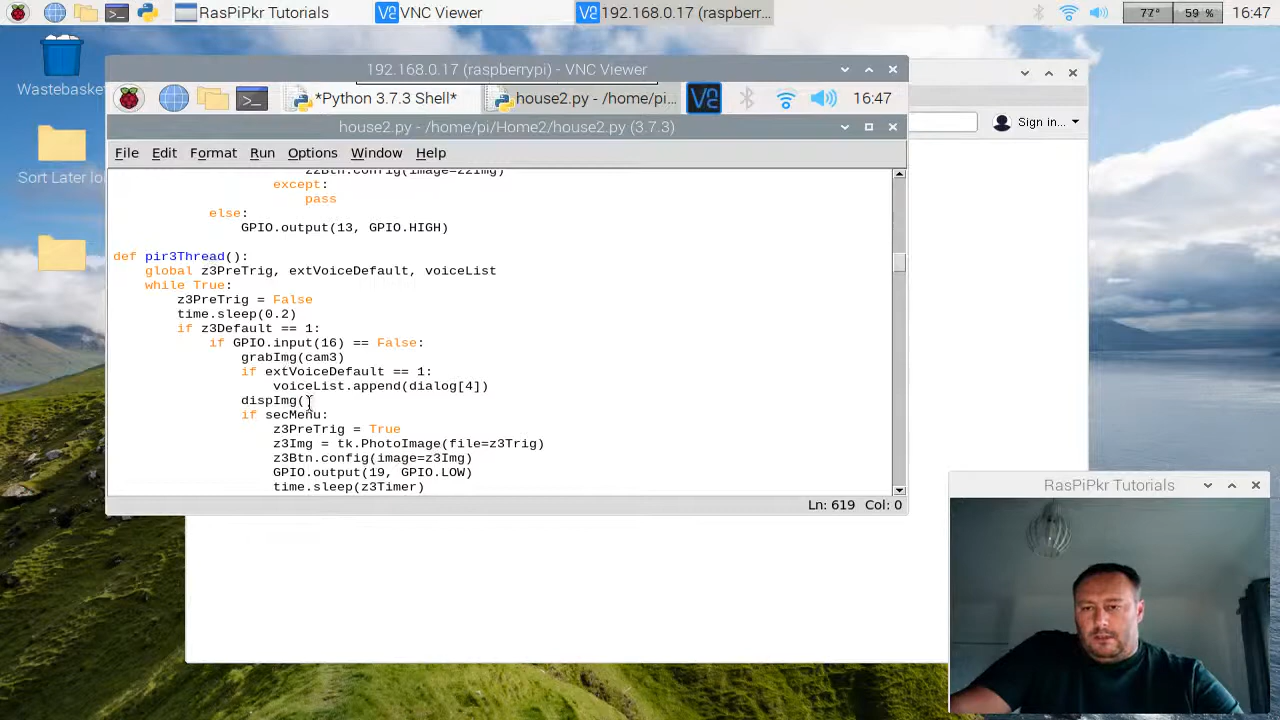 RasPiPkr Tutorials
VNC Viewer
192.168.0.17 (raspberr...
77°
59 %
16:47
Wastebasket
Sort Later lo
192.168.0.17 (raspberrypi) - VNC Viewer
*Python 3.7.3 Shell*
house2.py - /home/pi...
16:47
Sign in...
house2.py - /home/pi/Home2/house2.py (3.7.3)
File Edit Format Run Options Window Help
z2Btn.config(image=z2Img)
except:
pass
else:
GPIO.output(13, GPIO.HIGH)
def pir3Thread():
global z3PreTrig, extVoiceDefault, voiceList
while True:
z3PreTrig = False
time.sleep(0.2)
if z3Default == 1:
if GPIO.input(16) == False:
grabImg(cam3)
if extVoiceDefault == 1:
voiceList.append(dialog[4])
dispImg()
if secMenu:
z3PreTrig = True
z3Img = tk.PhotoImage(file=z3Trig)
z3Btn.config(image=z3Img)
GPIO.output(19, GPIO.LOW)
time.sleep(z3Timer)
Ln: 619 Col: 0
RasPiPkr Tutorials